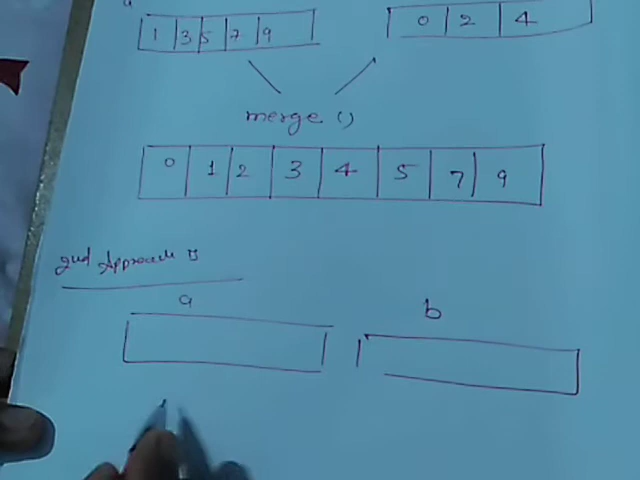 a
1 3 5 7 9 0 2 4
merge ()
0 1 2 3 4 5 7 9
2nd Approach
a b